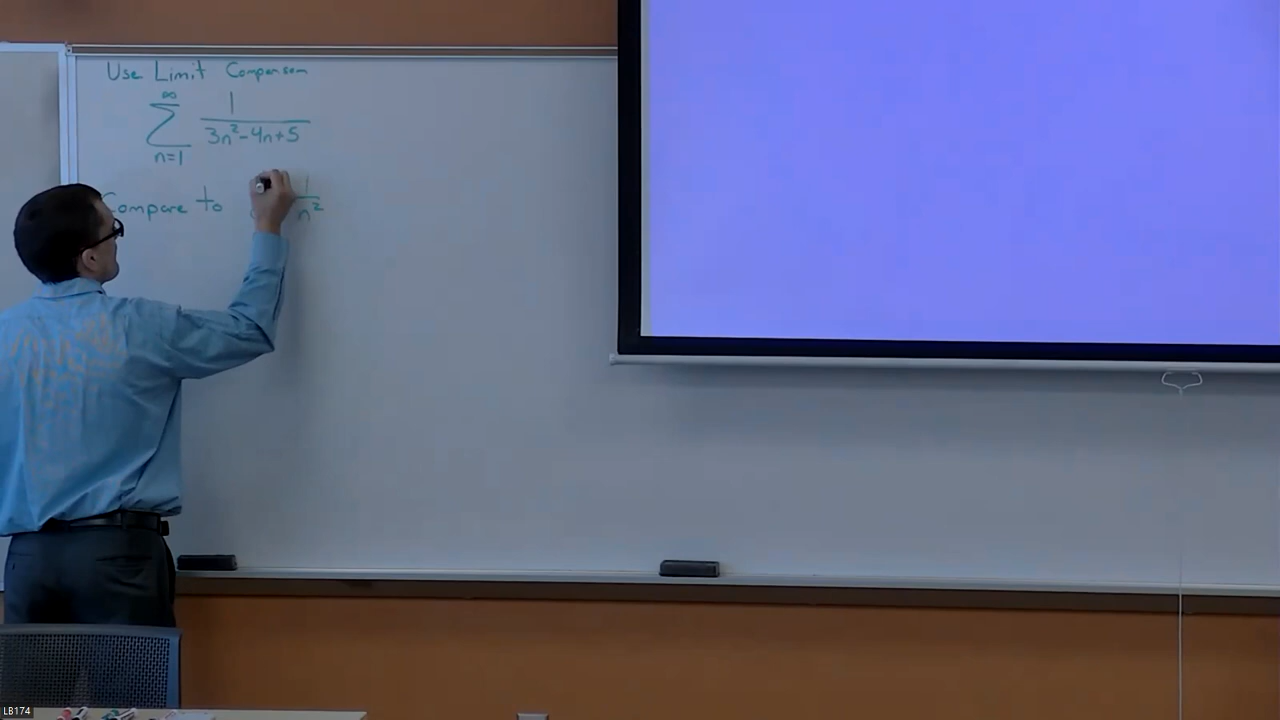 Use Limit Comparison
∞
Σ 1/(3n²-4n+5)
n=1
Compare to 1/n²
LB174